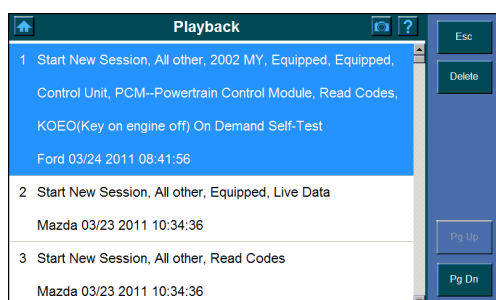 Playback
?
1 Start New Session, All other, 2002 MY, Equipped, Equipped,
Control Unit, PCM--Powertrain Control Module, Read Codes,
KOEO(Key on engine off) On Demand Self-Test
Ford 03/24 2011 08:41:56
2 Start New Session, All other, Equipped, Live Data
Mazda 03/23 2011 10:34:36
3 Start New Session, All other, Read Codes
Mazda 03/23 2011 10:34:36
Esc
Delete
Pg Up
Pg Dn